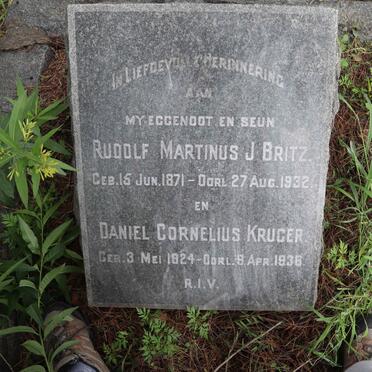 IN LIEFDEVOLLE HERINNERING
AAN
MY EGGENOOT EN SEUN
RUDOLF MARTINUS J. BRITZ.
GEB. 15 JUN. 1871 – OORL. 27 AUG. 1932.
EN
DANIEL CORNELIUS KRUGER
GEB. 3 MEI 1924 – OORL. 9 APR. 1936
R.I.V.